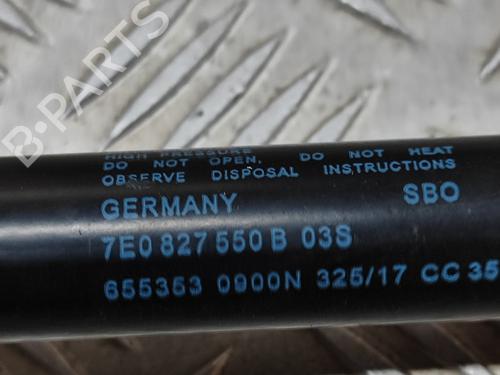 B-PARTS
HIGH PRESSURE
DO NOT OPEN, DO NOT HEAT
OBSERVE DISPOSAL INSTRUCTIONS
GERMANY SBO
7E0 827 550 B 03S
655353 0900N 325/17 CC 35